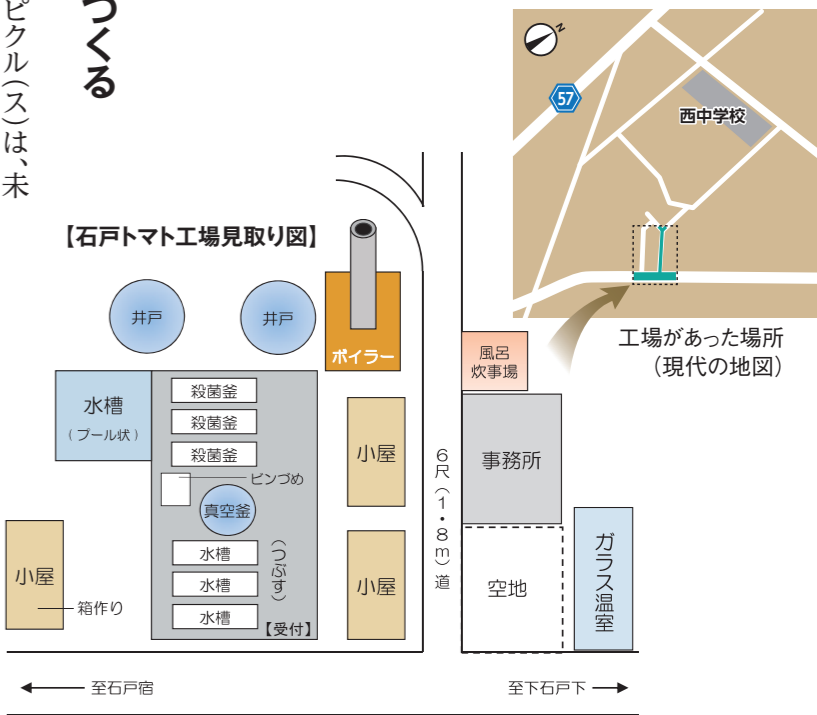 つくる
ピクル(ス)は、未
【石戸トマト工場見取り図】
N
57
西中学校
工場があった場所
(現代の地図)
井戸
井戸
ボイラー
風呂
炊事場
水槽
(プール状)
殺菌釜
殺菌釜
殺菌釜
ビンづめ
真空釜
水槽
水槽
水槽
(つぶす)
【受付】
小屋
箱作り
小屋
小屋
6尺(1・8m)道
事務所
空地
ガラス温室
至石戸宿
至下石戸下